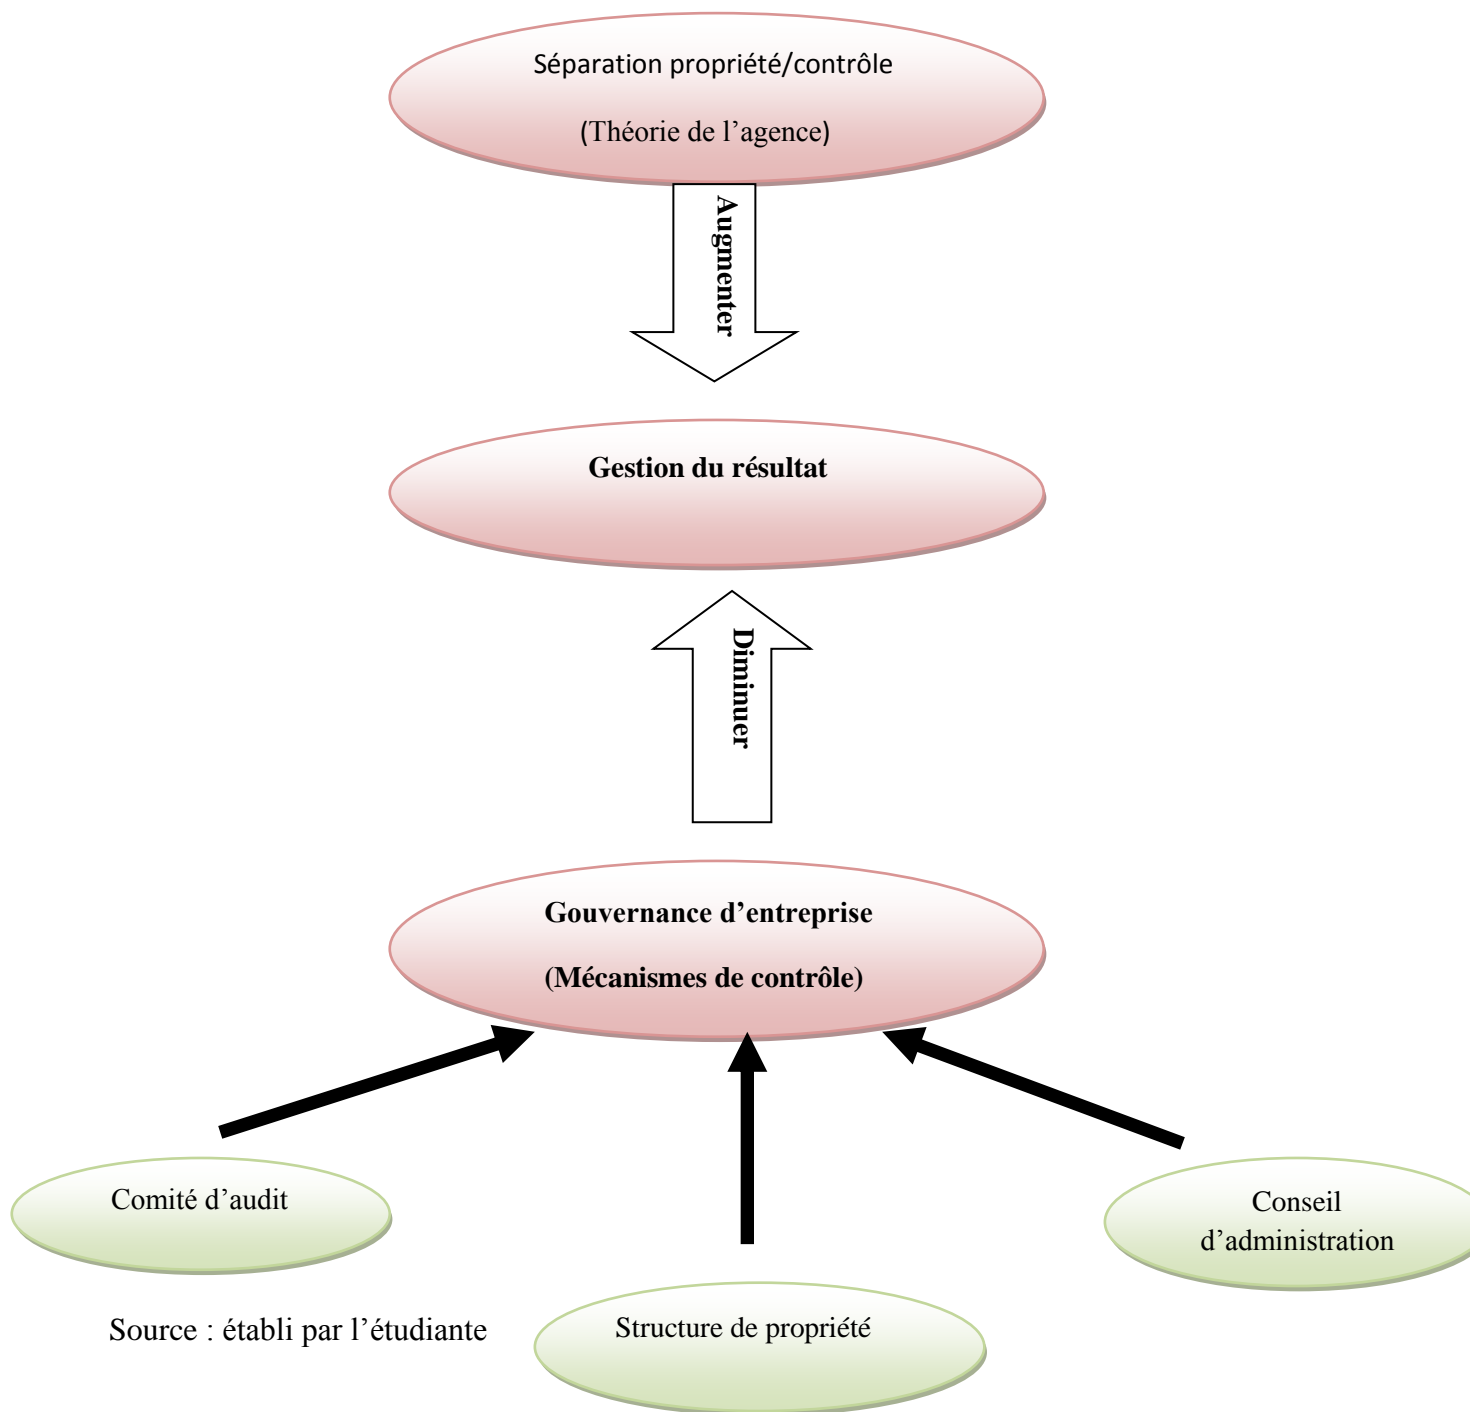 Séparation propriété/contrôle
(Théorie de l’agence)
Augmenter
Gestion du résultat
Diminuer
Gouvernance d’entreprise
(Mécanismes de contrôle)
Comité d’audit
Conseil
d’administration
Source : établi par l’étudiante
Structure de propriété